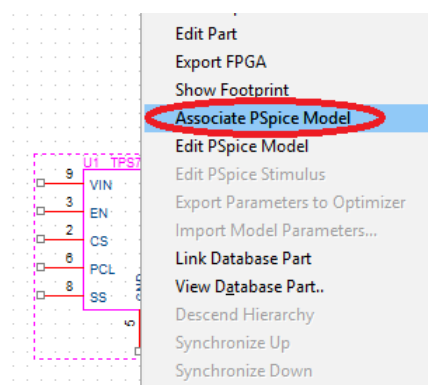 Edit Part
Export FPGA
Show Footprint
Associate PSpice Model
Edit PSpice Model
Edit PSpice Stimulus
Export Parameters to Optimizer
Import Model Parameters...
Link Database Part
View Database Part..
Descend Hierarchy
Synchronize Up
Synchronize Down
U1 TPS7
9 VIN
3 EN
2 CS
6 PCL
8 SS
5